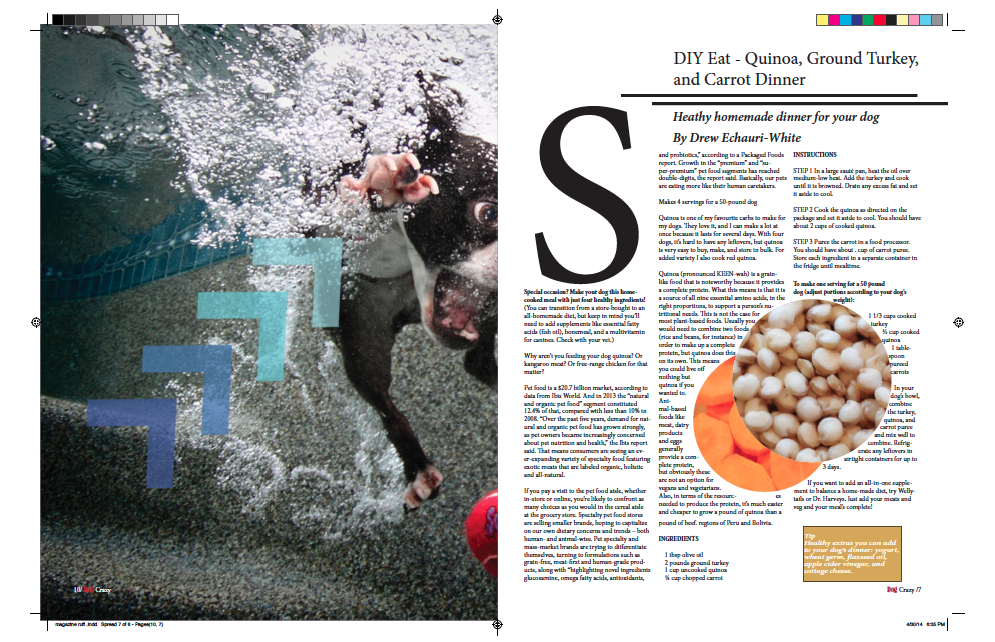 DIY Eat - Quinoa, Ground Turkey,
and Carrot Dinner
Heathy homemade dinner for your dog
By Drew Echauri-White
S
Special occasion? Make your dog this home-
cooked meal with just four healthy ingredients!
(You can transition from a store-bought to an
all-homemade diet, but keep in mind you'll
need to add supplements like essential fatty
acids (fish oil), bonemeal, and a multivitamin
for canines. Check with your vet.)
Why aren't you feeding your dog quinoa? Or
kangaroo meat? Or free-range chicken for that
matter?
Pet food is a $20.7 billion market, according to
data from Ibis World. And in 2013 the "natural
and organic pet food" segment constituted
12.4% of that, compared with less than 10% in
2008. "Over the past five years, demand for nat-
ural and organic pet food has grown strongly,
as pet owners became increasingly concerned
about pet nutrition and health," the Ibis report
said. That means consumers are seeing an ev-
er-expanding variety of specialty food featuring
exotic meats that are labeled organic, holistic
and all-natural.
If you pay a visit to the pet food aisle, whether
in-store or online, you're likely to confront as
many choices as you would in the cereal aisle
at the grocery store. Specialty pet food stores
are selling smaller brands, hoping to capitalize
on our own dietary concerns and trends – both
human- and animal-wise. Pet specialty and
mass-market brands are trying to differentiate
themselves, turning to formulations such as
grain-free, meat-first and human-grade prod-
ucts, along with "highlighting novel ingredients
glucosamine, omega fatty acids, antioxidants,
and probiotics," according to a Packaged Foods
report. Growth in the "premium" and "su-
per-premium" pet food segments has reached
double-digits, the report said. Basically, our pets
are eating more like their human caretakers.
Makes 4 servings for a 50-pound dog
Quinoa is one of my favourite carbs to make for
my dogs. They love it, and I can make a lot at
once because it lasts for several days. With four
dogs, it's hard to have any leftovers, but quinoa
is very easy to buy, make, and store in bulk. For
added variety I also cook red quinoa.
Quinoa (pronounced KEEN-wah) is a grain-
like food that is noteworthy because it provides
a complete protein. What this means is that it is
a source of all nine essential amino acids, in the
right proportions, to support a person's nu-
tritional needs. This is not the case for
most plant-based foods. Usually you
would need to combine two foods
(rice and beans, for instance) in
order to make up a complete
protein, but quinoa does this
on its own. This means
you could live off
nothing but
quinoa if you
wanted to.
Ani-
mal-based
foods like
meat, dairy
products
and eggs
generally
provide a com-
plete protein,
but obviously these
are not an option for
vegans and vegetarians.
Also, in terms of the resourc- es
needed to produce the protein, it's much easier
and cheaper to grow a pound of quinoa than a
pound of beef. regions of Peru and Bolivia.
INGREDIENTS
1 tbsp olive oil
2 pounds ground turkey
1 cup uncooked quinoa
¾ cup chopped carrot
INSTRUCTIONS
STEP 1 In a large sauté pan, heat the oil over
medium-low heat. Add the turkey and cook
until it is browned. Drain any excess fat and set
it aside to cool.
STEP 2 Cook the quinoa as directed on the
package and set it aside to cool. You should have
about 2 cups of cooked quinoa.
STEP 3 Puree the carrot in a food processor.
You should have about . cup of carrot puree.
Store each ingredient in a separate container in
the fridge until mealtime.
To make one serving for a 50 pound
dog (adjust portions according to your dog's
weight):
1 1/3 cups cooked
turkey
cup cooked
quinoa
1 table-
spoon
pureed
carrots
In your
dog's bowl,
combine
the turkey,
quinoa, and
carrot puree
and mix well to
combine. Refrig-
erate any leftovers in
airtight containers for up to
3 days.
If you want to add an all-in-one supple-
ment to balance a home-made diet, try Welly-
tails or Dr. Harveys. Just add your meats and
veg and your meal's complete!
Tip
Healthy extras you can add
to your dog's dinner: yogurt,
wheat germ, flaxseed oil,
apple cider vinegar, and
cottage cheese.
10/ Dog Crazy
Dog Crazy /7
magazine ruff .indd Spread 7 of 8 - Pages(10, 7)
4/30/14 6:35 PM